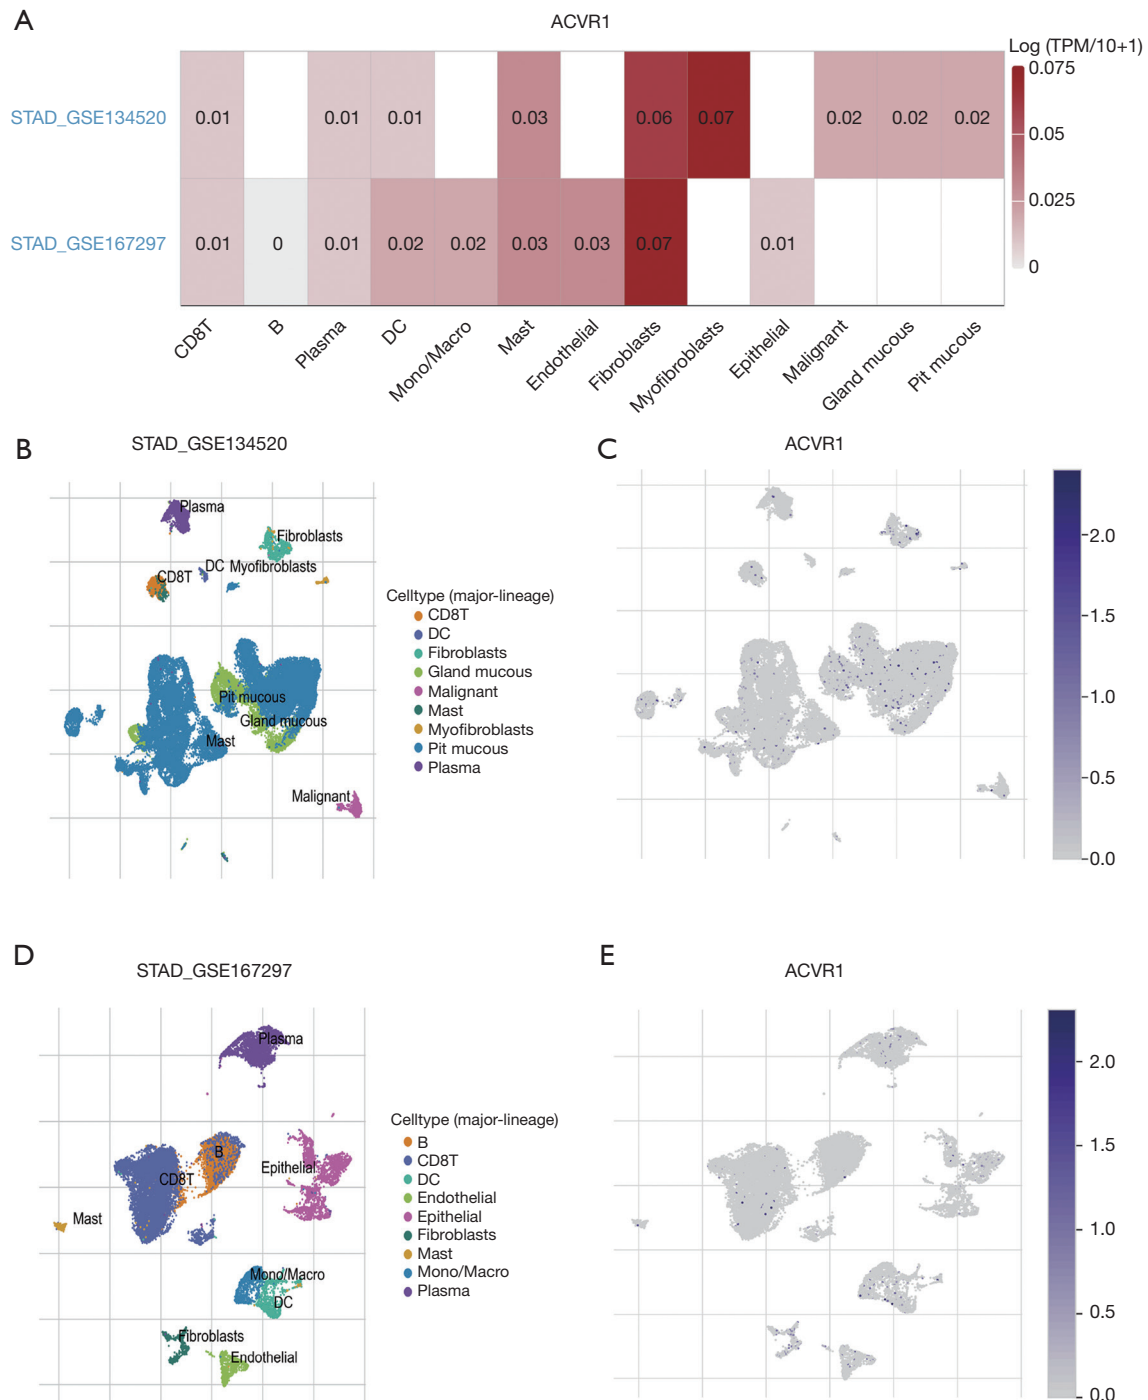 A
ACVR1
Log (TPM/10+1)
STAD_GSE134520
0.01 0.01 0.01 0.03 0.06 0.07 0.02 0.02 0.02
STAD_GSE167297
0.01 0 0.01 0.02 0.02 0.03 0.03 0.07 0.01
0.075
0.05
0.025
0
CD8T
B
Plasma
DC
Mono/Macro
Mast
Endothelial
Fibroblasts
Myofibroblasts
Epithelial
Malignant
Gland mucous
Pit mucous
B
STAD_GSE134520
Plasma
Fibroblasts
CD8T
DC
Myofibroblasts
Pit mucous
Gland mucous
Mast
Malignant
Celltype (major-lineage)
CD8T
DC
Fibroblasts
Gland mucous
Malignant
Mast
Myofibroblasts
Pit mucous
Plasma
C
ACVR1
2.0
1.5
1.0
0.5
0.0
D
STAD_GSE167297
Plasma
B
CD8T
Epithelial
Mast
Mono/Macro
DC
Fibroblasts
Endothelial
Celltype (major-lineage)
B
CD8T
DC
Endothelial
Epithelial
Fibroblasts
Mast
Mono/Macro
Plasma
E
ACVR1
2.0
1.5
1.0
0.5
0.0